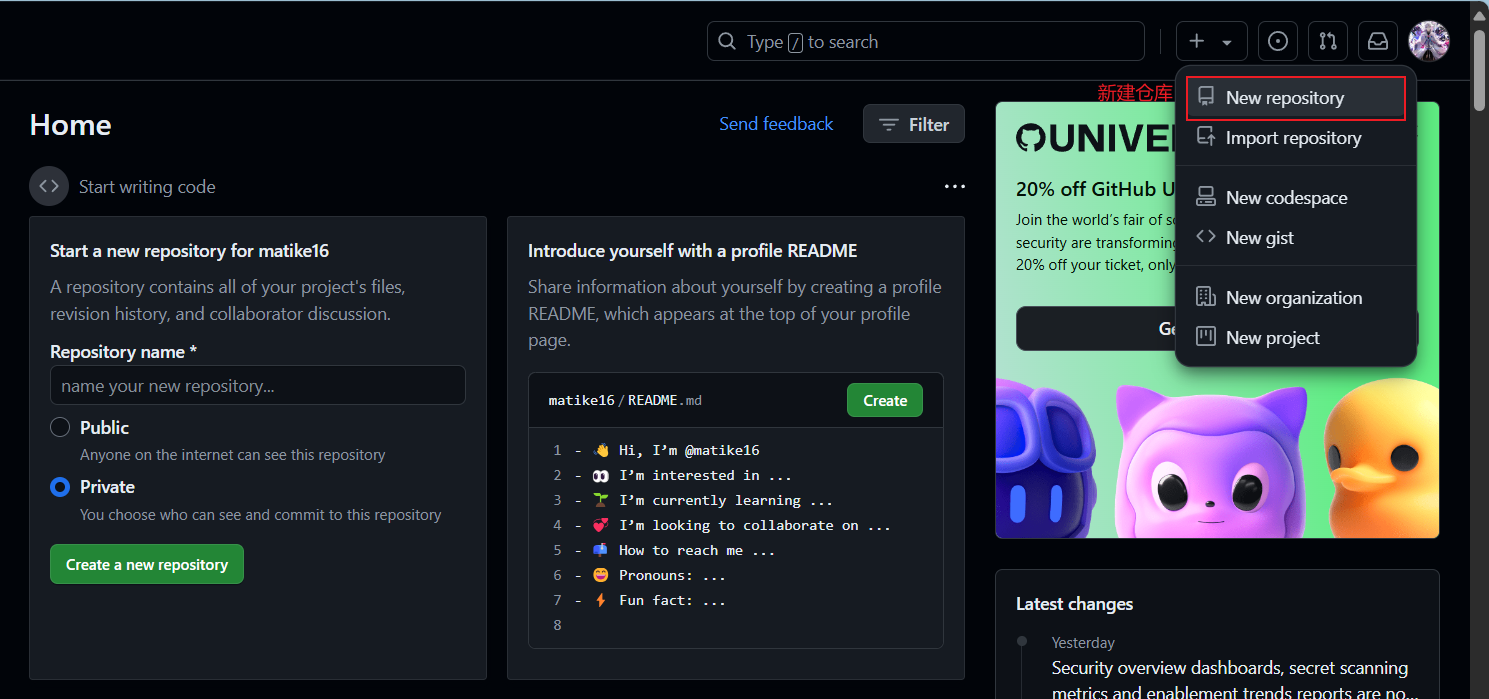 Type / to search
新建仓库
New repository
Import repository
New codespace
New gist
New organization
New project
Home
Send feedback
Filter
Start writing code
Start a new repository for matike16
A repository contains all of your project's files,
revision history, and collaborator discussion.
Repository name *
name your new repository...
Public
Anyone on the internet can see this repository
Private
You choose who can see and commit to this repository
Create a new repository
Introduce yourself with a profile README
Share information about yourself by creating a profile
README, which appears at the top of your profile
page.
matike16/README.md
Create
1 - 👋 Hi, I’m @matike16
2 - 👀 I’m interested in ...
3 - 🌱 I’m currently learning ...
4 - 💞️ I’m looking to collaborate on ...
5 - 📫 How to reach me ...
6 - 😄 Pronouns: ...
7 - ⚡ Fun fact: ...
8
20% off GitHub U
Join the world’s fair of
security are transforming
20% off your ticket, only
Latest changes
Yesterday
Security overview dashboards, secret scanning
metrics and enablement trends reports are no...